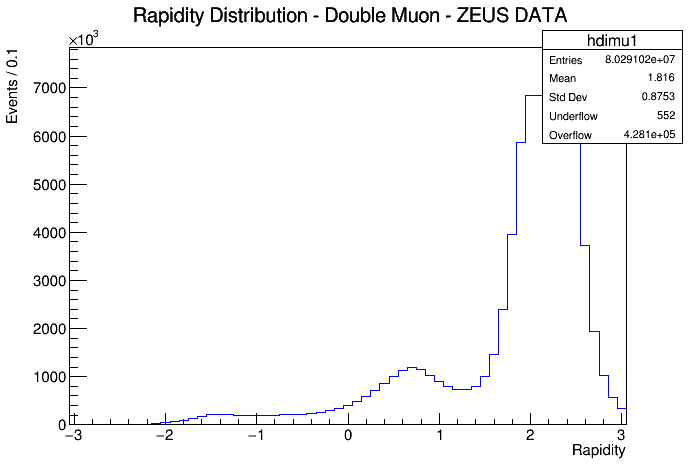 Rapidity Distribution - Double Muon - ZEUS DATA
×10³
hdimu1
Entries 8.029102e+07
Mean 1.816
Std Dev 0.8753
Underflow 552
Overflow 4.281e+05
Events / 0.1
7000
6000
5000
4000
3000
2000
1000
0
−3 −2 −1 0 1 2 3
Rapidity